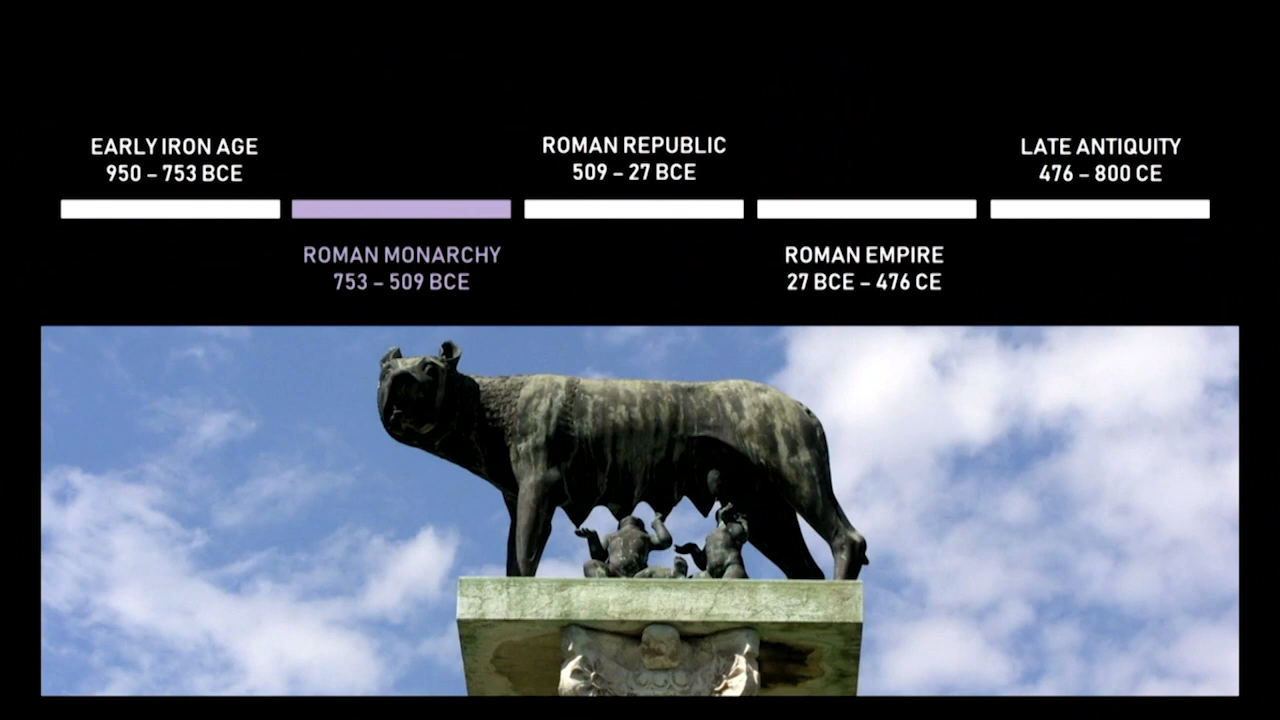 EARLY IRON AGE
950 – 753 BCE
ROMAN MONARCHY
753 – 509 BCE
ROMAN REPUBLIC
509 – 27 BCE
ROMAN EMPIRE
27 BCE – 476 CE
LATE ANTIQUITY
476 – 800 CE